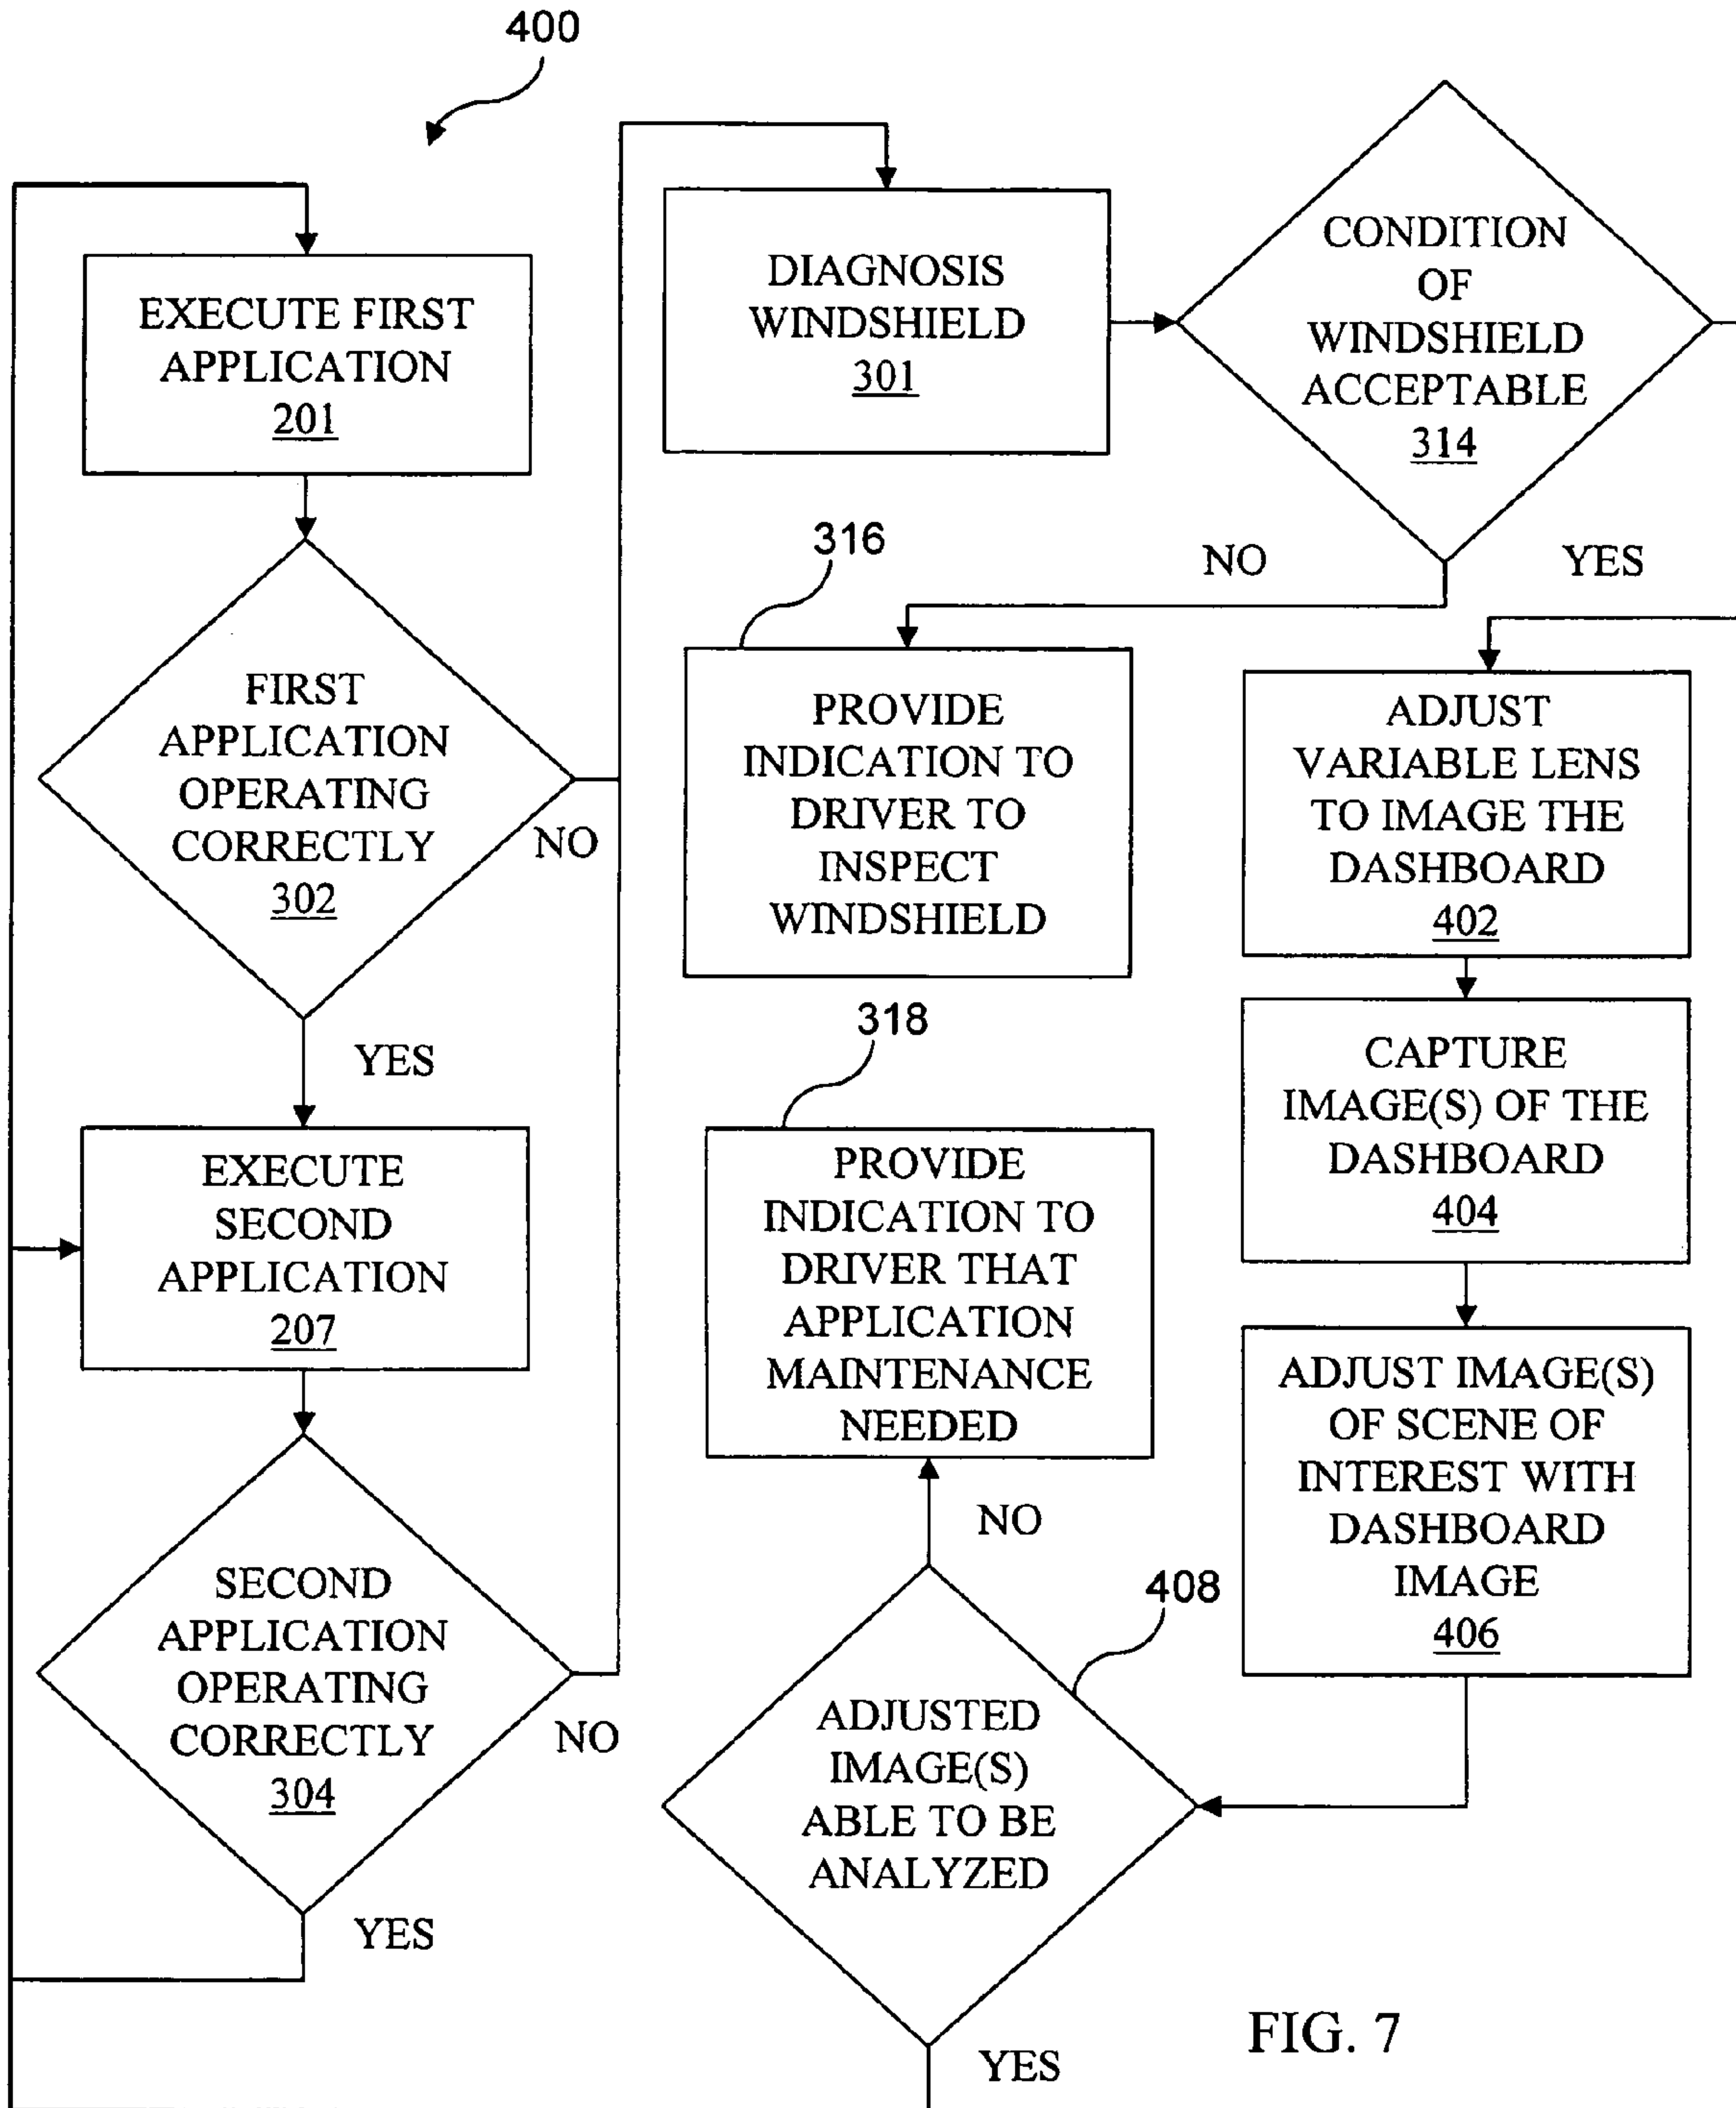 400
EXECUTE FIRST
APPLICATION
201
FIRST
APPLICATION
OPERATING
CORRECTLY
302
NO
YES
EXECUTE
SECOND
APPLICATION
207
SECOND
APPLICATION
OPERATING
CORRECTLY
304
NO
YES
DIAGNOSIS
WINDSHIELD
301
CONDITION
OF
WINDSHIELD
ACCEPTABLE
314
NO
YES
316
PROVIDE
INDICATION TO
DRIVER TO
INSPECT
WINDSHIELD
ADJUST
VARIABLE LENS
TO IMAGE THE
DASHBOARD
402
CAPTURE
IMAGE(S) OF THE
DASHBOARD
404
ADJUST IMAGE(S)
OF SCENE OF
INTEREST WITH
DASHBOARD
IMAGE
406
408
ADJUSTED
IMAGE(S)
ABLE TO BE
ANALYZED
NO
YES
318
PROVIDE
INDICATION TO
DRIVER THAT
APPLICATION
MAINTENANCE
NEEDED
FIG. 7